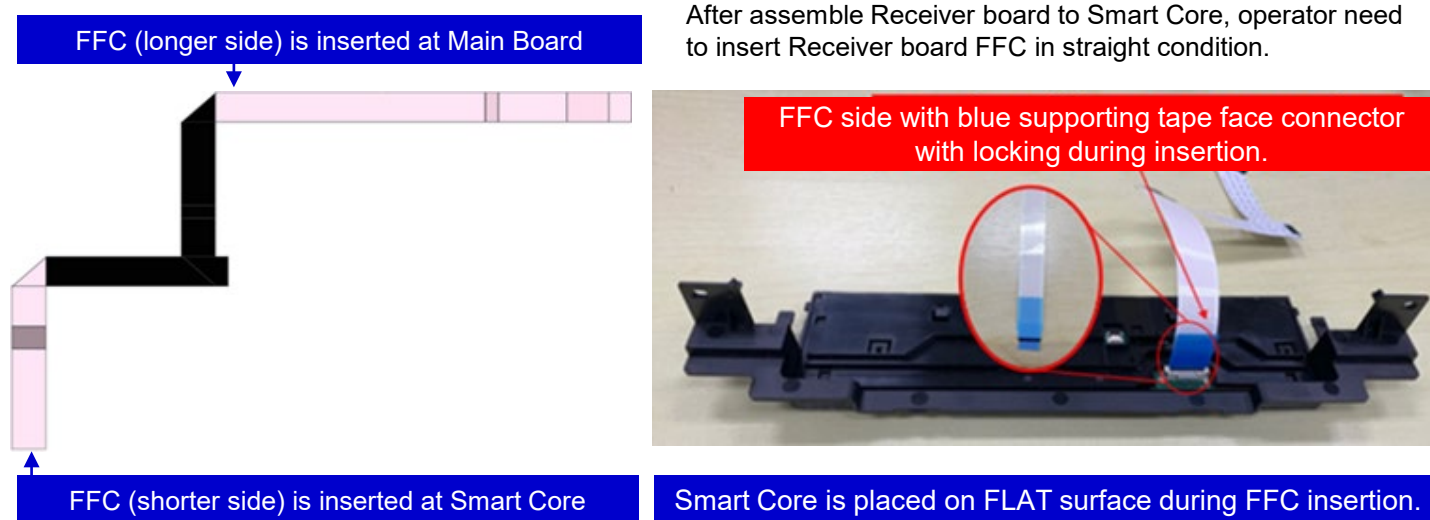 FFC (longer side) is inserted at Main Board
FFC (shorter side) is inserted at Smart Core
After assemble Receiver board to Smart Core, operator need
to insert Receiver board FFC in straight condition.
FFC side with blue supporting tape face connector
with locking during insertion.
Smart Core is placed on FLAT surface during FFC insertion.